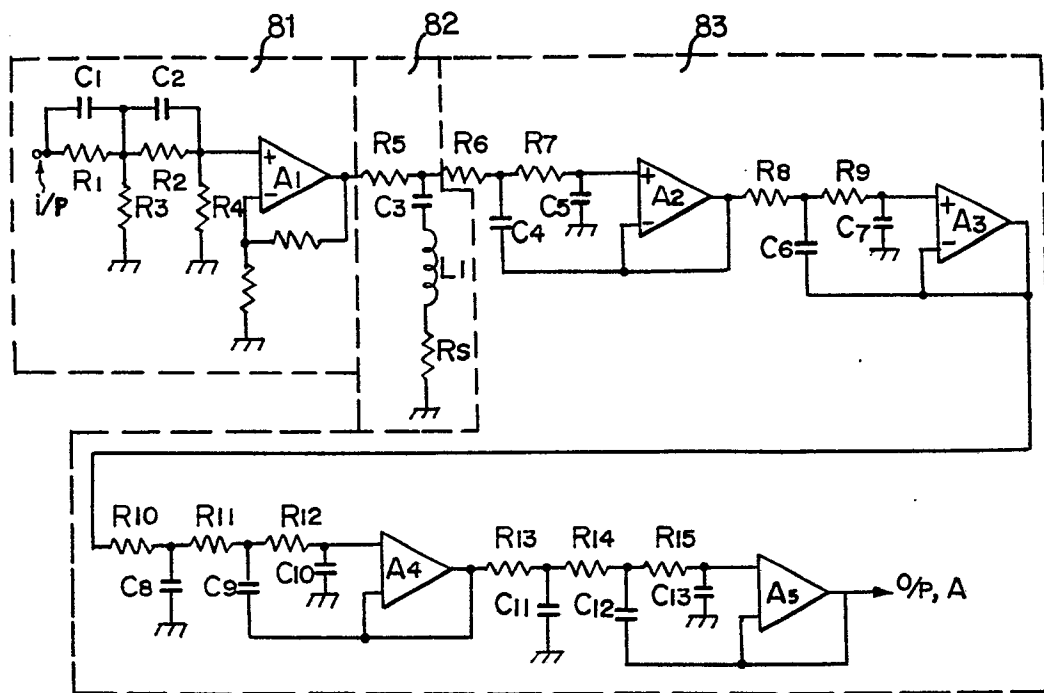 81 82 83
C1 C2
R1 R2 R3 R4
i/P
+ A1 -
R5 R6 R7
C3 L1 Rs
C4 C5
+ A2 -
R8 R9
C6 C7
+ A3 -
R10 R11 R12
C8 C9 C10
A4
R13 R14 R15
C11 C12 C13
A5
O/P, A